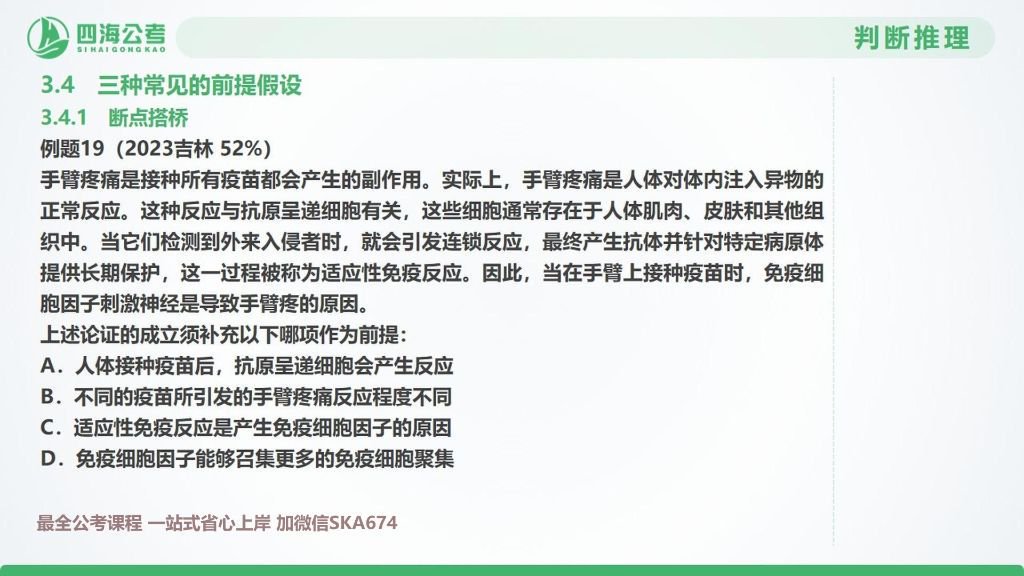 四海公考
SIHAIGONGKAO
判断推理
3.4 三种常见的前提假设
3.4.1 断点搭桥
例题19（2023吉林 52%）
手臂疼痛是接种所有疫苗都会产生的副作用。实际上，手臂疼痛是人体对体内注入异物的
正常反应。这种反应与抗原呈递细胞有关，这些细胞通常存在于人体肌肉、皮肤和其他组
织中。当它们检测到外来入侵者时，就会引发连锁反应，最终产生抗体并针对特定病原体
提供长期保护，这一过程被称为适应性免疫反应。因此，当在手臂上接种疫苗时，免疫细
胞因子刺激神经是导致手臂疼的原因。
上述论证的成立须补充以下哪项作为前提：
A．人体接种疫苗后，抗原呈递细胞会产生反应
B．不同的疫苗所引发的手臂疼痛反应程度不同
C．适应性免疫反应是产生免疫细胞因子的原因
D．免疫细胞因子能够召集更多的免疫细胞聚集
最全公考课程 一站式省心上岸 加微信SKA674